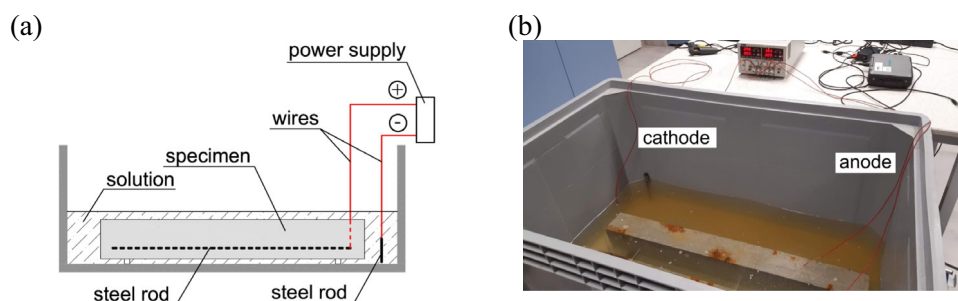 (a)
power supply
+
-
wires
specimen
solution
steel rod
steel rod
(b)
cathode
anode